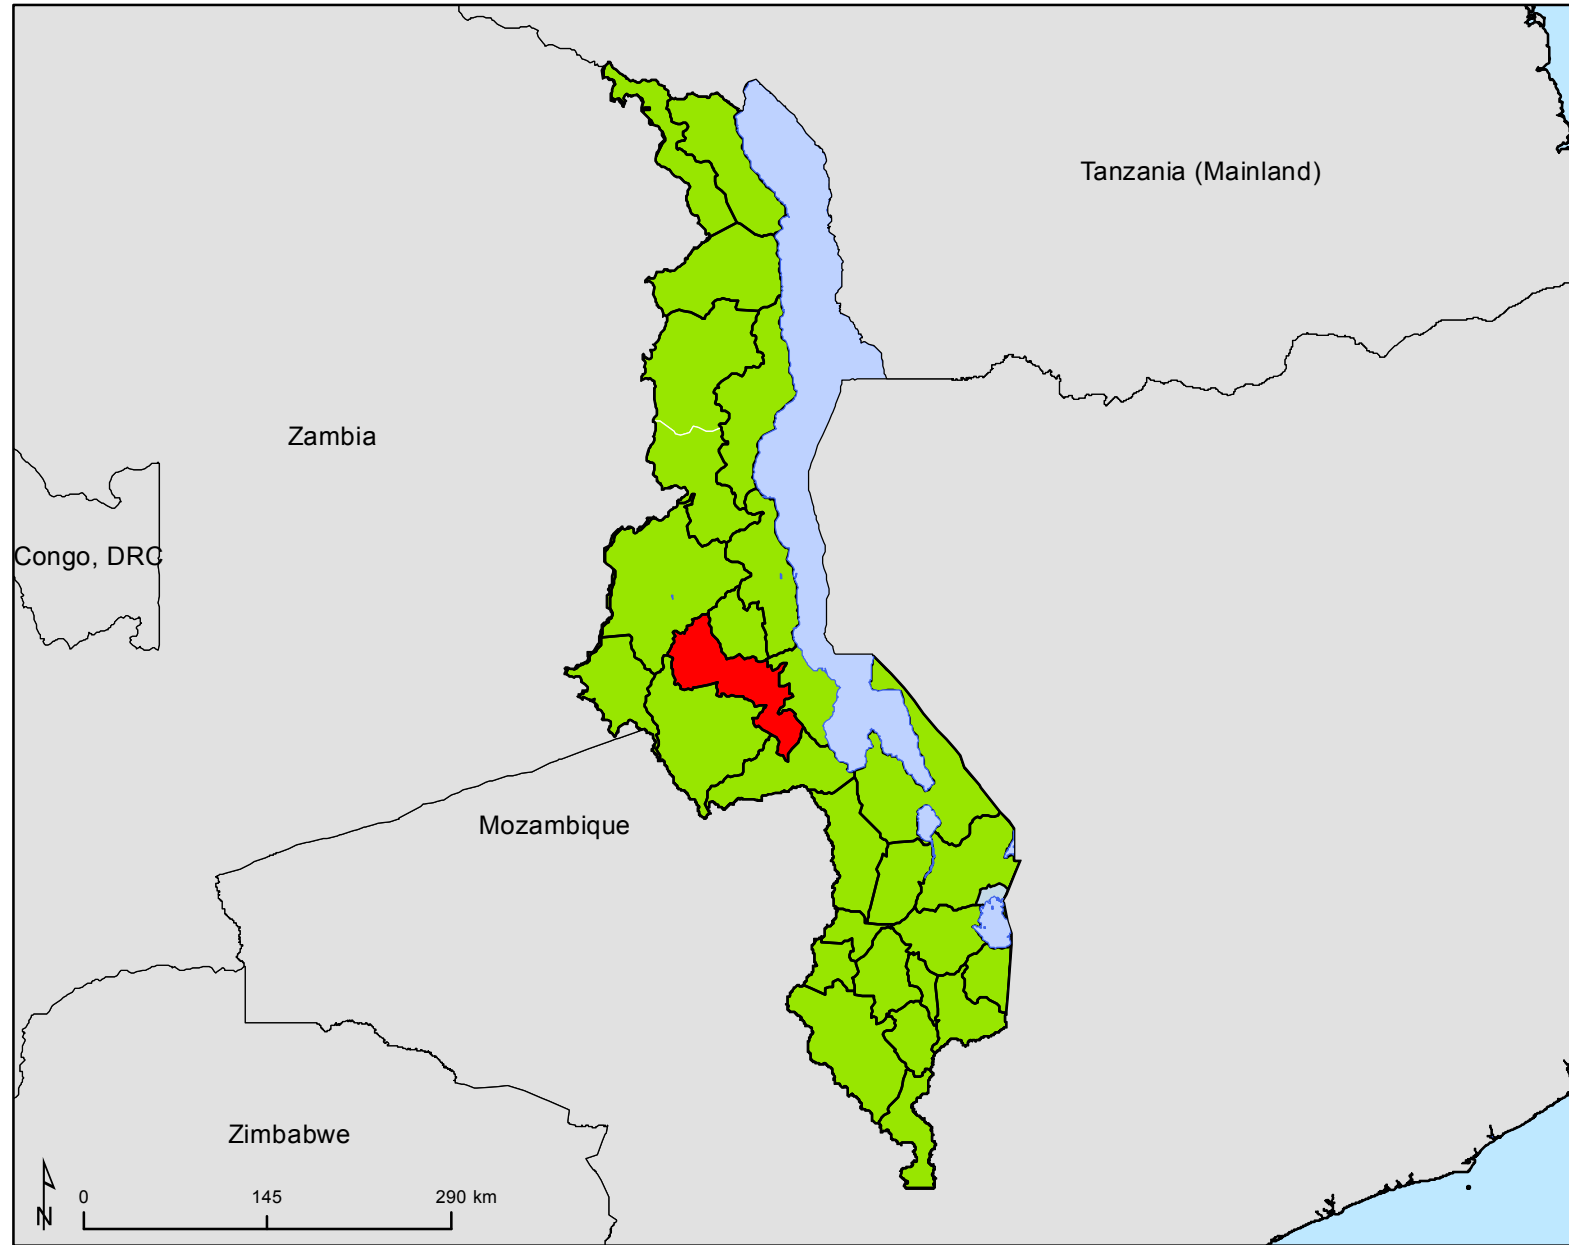 Tanzania (Mainland)
Zambia
Congo, DRC
Mozambique
Zimbabwe
N
0 145 290 km